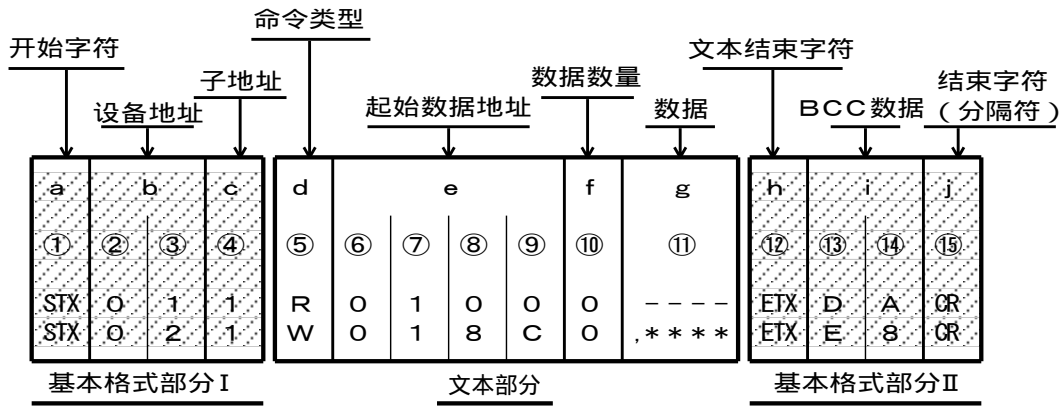 命令类型
开始字符
文本结束字符
子地址
数据数量
结束字符
(分隔符)
设备地址
起始数据地址
数据
BCC数据
a b c d e f g h i j
① ② ③ ④ ⑤ ⑥ ⑦ ⑧ ⑨ ⑩ ⑪ ⑫ ⑬ ⑭ ⑮
STX 0 1 1 R 0 1 0 0 0 ---- ETX D A CR
STX 0 2 1 W 0 1 8 C 0 ,**** ETX E 8 CR
基本格式部分Ⅰ 文本部分 基本格式部分Ⅱ